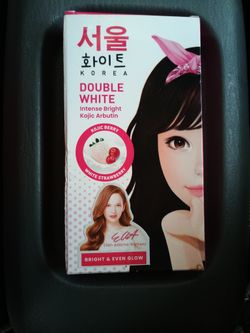 서울
화이트
KOREA
DOUBLE
WHITE
Intense Bright
Kojic Arbutin
KOJIC BERRY
WHITE STRAWBERRY
BRIGHT & EVEN GLOW